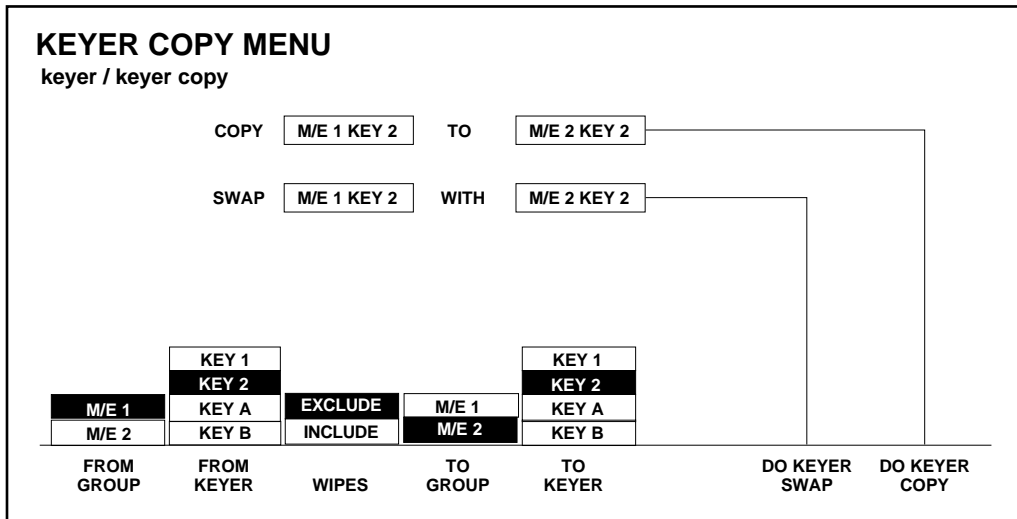 KEYER COPY MENU
keyer / keyer copy
COPY M/E 1 KEY 2 TO M/E 2 KEY 2
SWAP M/E 1 KEY 2 WITH M/E 2 KEY 2
M/E 1
M/E 2
FROM
GROUP
KEY 1
KEY 2
KEY A
KEY B
FROM
KEYER
EXCLUDE
INCLUDE
WIPES
M/E 1
M/E 2
TO
GROUP
KEY 1
KEY 2
KEY A
KEY B
TO
KEYER
DO KEYER
SWAP
DO KEYER
COPY